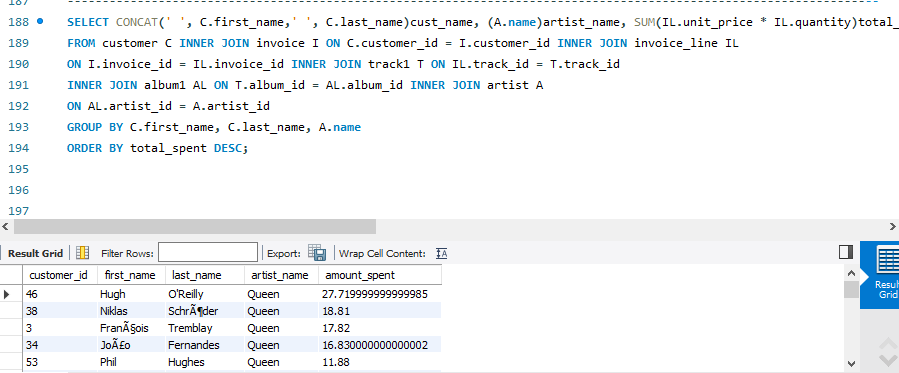 187
188 SELECT CONCAT(' ', C.first_name,' ', C.last_name)cust_name, (A.name)artist_name, SUM(IL.unit_price * IL.quantity)total_
189 FROM customer C INNER JOIN invoice I ON C.customer_id = I.customer_id INNER JOIN invoice_line IL
190 ON I.invoice_id = IL.invoice_id INNER JOIN track1 T ON IL.track_id = T.track_id
191 INNER JOIN album1 AL ON T.album_id = AL.album_id INNER JOIN artist A
192 ON AL.artist_id = A.artist_id
193 GROUP BY C.first_name, C.last_name, A.name
194 ORDER BY total_spent DESC;
195
196
197
Result Grid Filter Rows: Export: Wrap Cell Content: IA
customer_id first_name last_name artist_name amount_spent
46 Hugh O'Reilly Queen 27.719999999999985
38 Niklas SchrÃ¶der Queen 18.81
3 FranÃ§ois Tremblay Queen 17.82
34 JoÃ£o Fernandes Queen 16.830000000000002
53 Phil Hughes Queen 11.88
Result
Grid